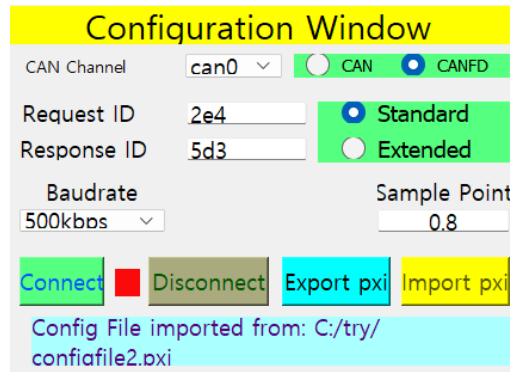 Configuration Window
CAN Channel can0 CAN CANFD
Request ID 2e4 Standard
Response ID 5d3 Extended
Baudrate Sample Point
500kbps 0.8
Connect Disconnect Export pxi Import pxi
Config File imported from: C:/try/
configfile2.pxi